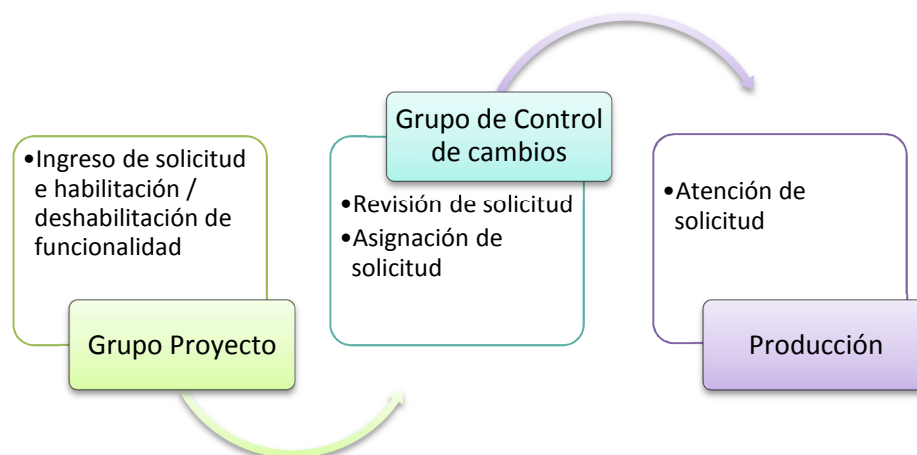 •Ingreso de solicitud
e habilitación /
deshabilitación de
funcionalidad
Grupo Proyecto
Grupo de Control
de cambios
•Revisión de solicitud
•Asignación de
solicitud
•Atención de
solicitud
Producción